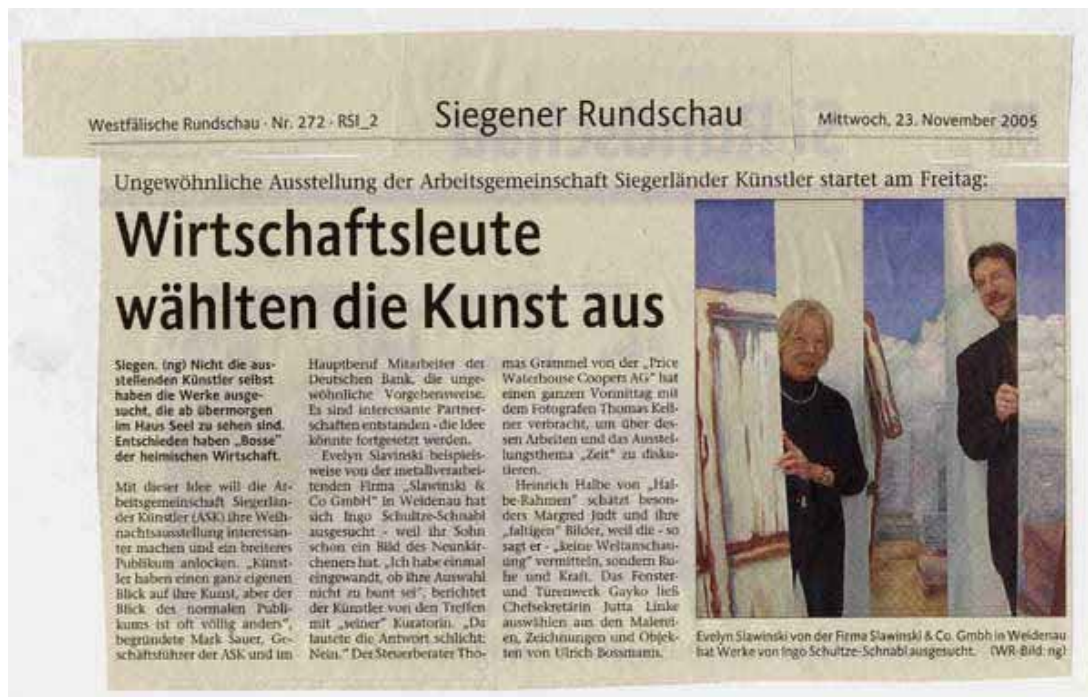 Westfälische Rundschau · Nr. 272 · RSI_2
Siegener Rundschau
Mittwoch, 23. November 2005
Ungewöhnliche Ausstellung der Arbeitsgemeinschaft Siegerländer Künstler startet am Freitag:
Wirtschaftsleute
wählten die Kunst aus
Siegen. (ng) Nicht die aus-
stellenden Künstler selbst
haben die Werke ausge-
sucht, die ab übermorgen
im Haus Seel zu sehen sind.
Entschieden haben „Bosse"
der heimischen Wirtschaft.
Mit dieser Idee will die Ar-
beitsgemeinschaft Siegerlän-
der Künstler (ASK) ihre Weih-
nachtsausstellung interessan-
ter machen und ein breiteres
Publikum anlocken. „Künst-
ler haben einen ganz eigenen
Blick auf ihre Kunst, aber der
Blick des normalen Publi-
kums ist oft völlig anders",
begründete Mark Sauer, Ge-
schäftsführer der ASK und im
Hauptberuf Mitarbeiter der
Deutschen Bank, die unge-
wöhnliche Vorgehensweise.
Es sind interessante Partner-
schaften entstanden - die Idee
könnte fortgesetzt werden.
Evelyn Slavinski beispiels-
weise von der metallverarbei-
tenden Firma „Slawinski &
Co GmbH" in Weidenau hat
sich Ingo Schultze-Schnabl
ausgesucht - weil ihr Sohn
schon ein Bild des Neunkir-
cheners hat. „Ich habe einmal
eingewandt, ob ihre Auswahl
nicht zu bunt sei", berichtet
der Künstler von den Treffen
mit „seiner" Kuratorin. „Da
lautete die Antwort schlicht:
Nein." Der Steuerberater Tho-
mas Grammel von der „Price
Waterhouse Coopers AG" hat
einen ganzen Vormittag mit
dem Fotografen Thomas Kell-
ner verbracht, um über des-
sen Arbeiten und das Ausstel-
lungsthema „Zeit" zu disku-
tieren.
Heinrich Halbe von „Hal-
be-Rahmen" schätzt beson-
ders Margred Judt und ihre
„faltigen" Bilder, weil die - so
sagt er - „keine Weltanschau-
ung" vermitteln, sondern Ru-
he und Kraft. Das Fenster-
und Türenwerk Gayko ließ
Chefsekretärin Jutta Linke
auswählen aus den Malerei-
en, Zeichnungen und Objek-
ten von Ulrich Bossmann.
Evelyn Slawinski von der Firma Slawinski & Co. Gmbh in Weidenau
hat Werke von Ingo Schultze-Schnabl ausgesucht. (WR-Bild: ng)